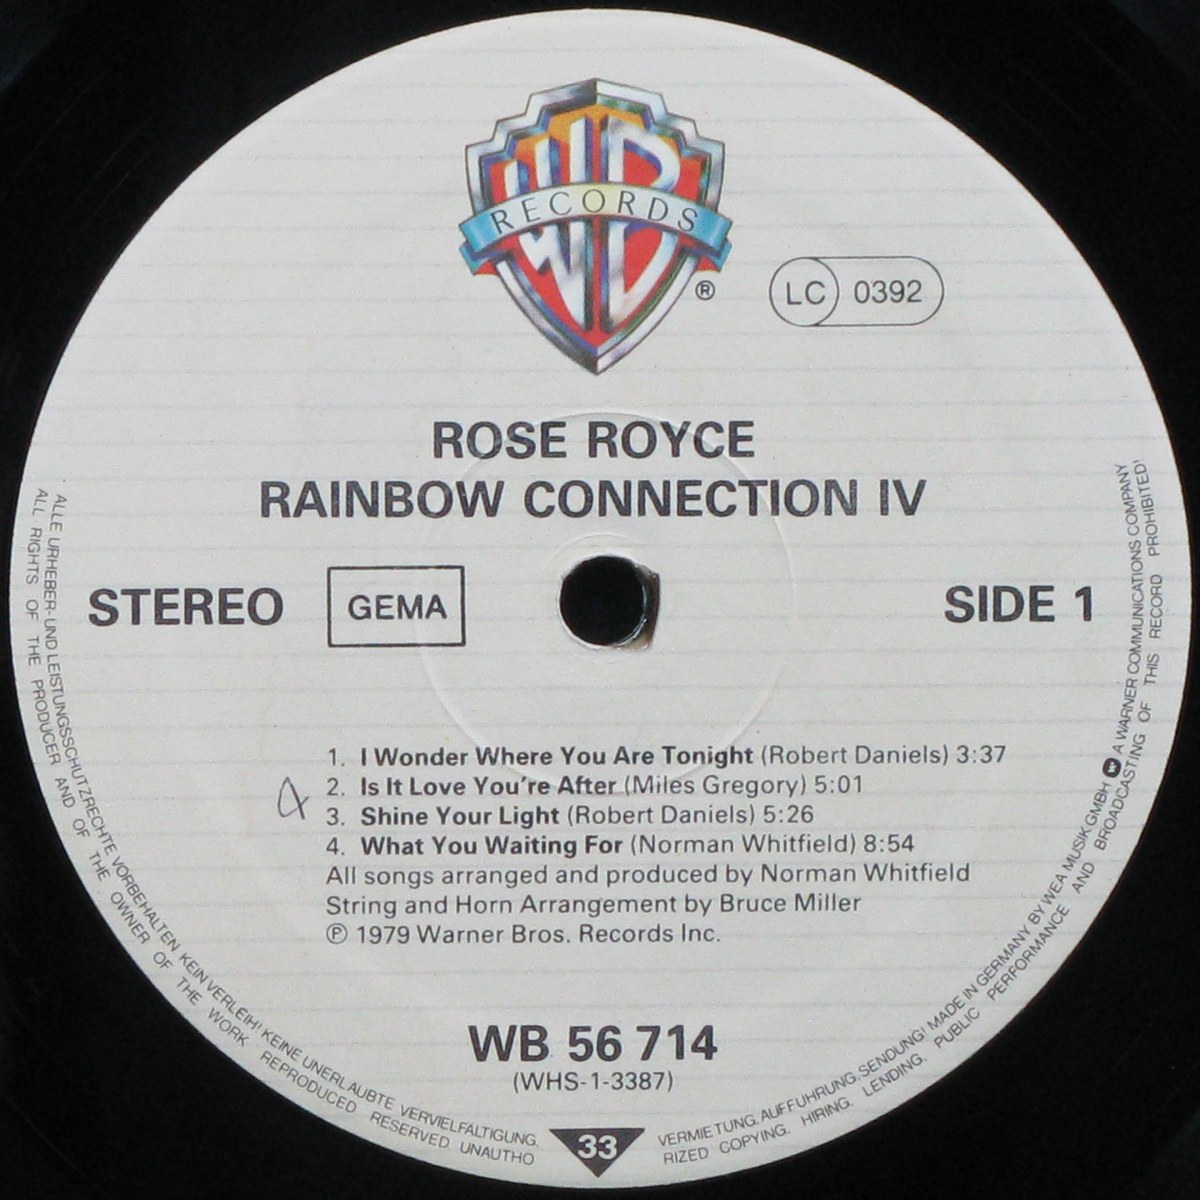 WB
RECORDS
®
LC 0392
ROSE ROYCE
RAINBOW CONNECTION IV
STEREO
GEMA
SIDE 1
1. I Wonder Where You Are Tonight (Robert Daniels) 3:37
2. Is It Love You're After (Miles Gregory) 5:01
3. Shine Your Light (Robert Daniels) 5:26
4. What You Waiting For (Norman Whitfield) 8:54
All songs arranged and produced by Norman Whitfield
String and Horn Arrangement by Bruce Miller
℗ 1979 Warner Bros. Records Inc.
WB 56 714
(WHS-1-3387)
33
ALLE URHEBER- UND LEISTUNGSSCHUTZRECHTE VORBEHALTEN KEIN VERLEIH! KEINE UNERLAUBTE VERVIELFÄLTIGUNG, VERMIETUNG, AUFFÜHRUNG, SENDUNG! MADE IN GERMANY BY WEA MUSIK GMBH A WARNER COMMUNICATIONS COMPANY
ALL RIGHTS OF THE PRODUCER AND OF THE OWNER OF THE WORK REPRODUCED RESERVED UNAUTHORIZED COPYING, HIRING, LENDING, PUBLIC PERFORMANCE AND BROADCASTING OF THIS RECORD PROHIBITED!